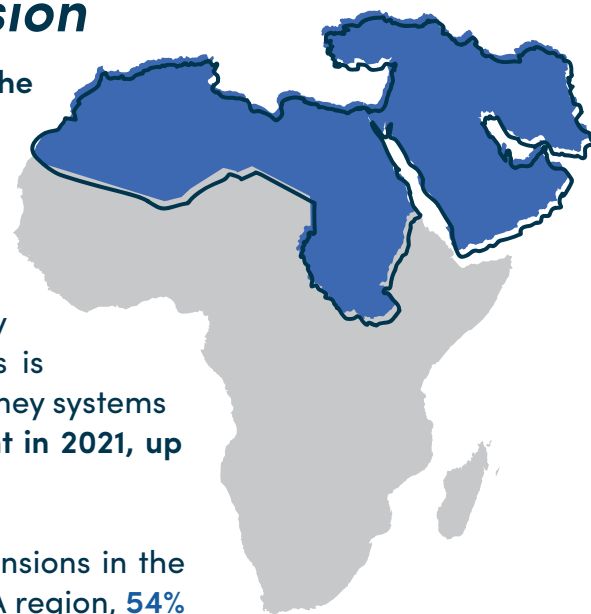 sion
he
y
s is
ney systems
t in 2021, up
nsions in the
A region, 54%